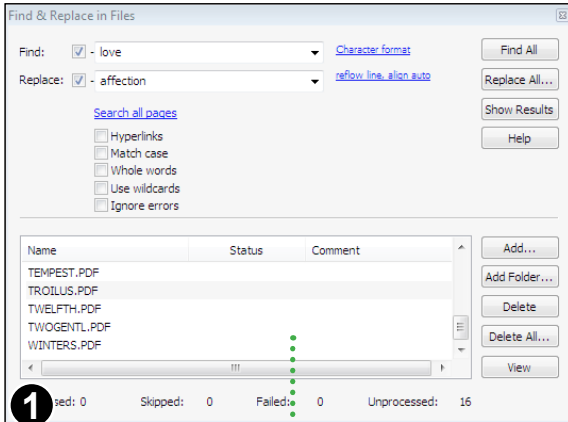 Find & Replace in Files
Find: - love Character format Find All
Replace: - affection reflow line, align auto Replace All...
Search all pages Show Results
Hyperlinks Help
Match case
Whole words
Use wildcards
Ignore errors
Name Status Comment Add...
TEMPEST.PDF Add Folder...
TROILUS.PDF
TWELFTH.PDF Delete
TWOGENTL.PDF Delete All...
WINTERS.PDF
View
1 sed: 0 Skipped: 0 Failed: 0 Unprocessed: 16